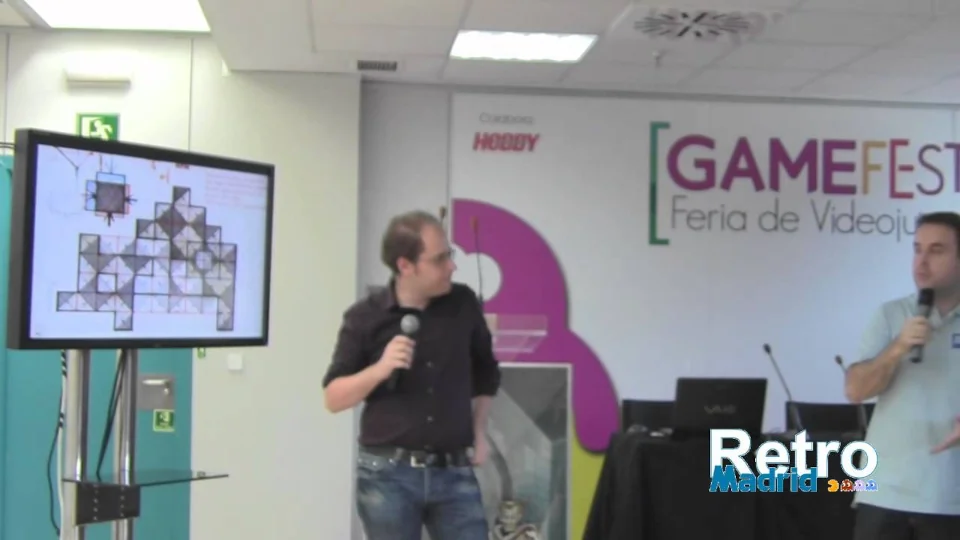 Colabora
HOBBY
GAMEFEST
Feria de Videoju
VAIO
Retro
Madrid